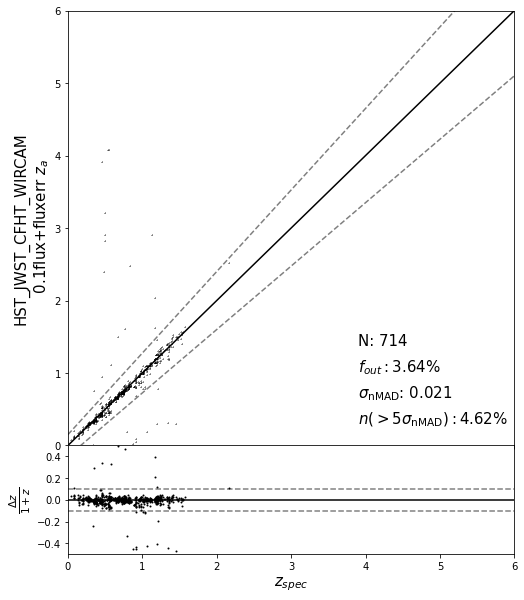 HST_JWST_CFHT_WIRCAM
0.1flux+fluxerr z_a
6
5
4
3
2
1
0
N: 714
f_out : 3.64%
σ_nMAD: 0.021
n( > 5σ_nMAD) : 4.62%
Δz
1 + z
0.4
0.2
0.0
−0.2
−0.4
0 1 2 3 4 5 6
z_spec